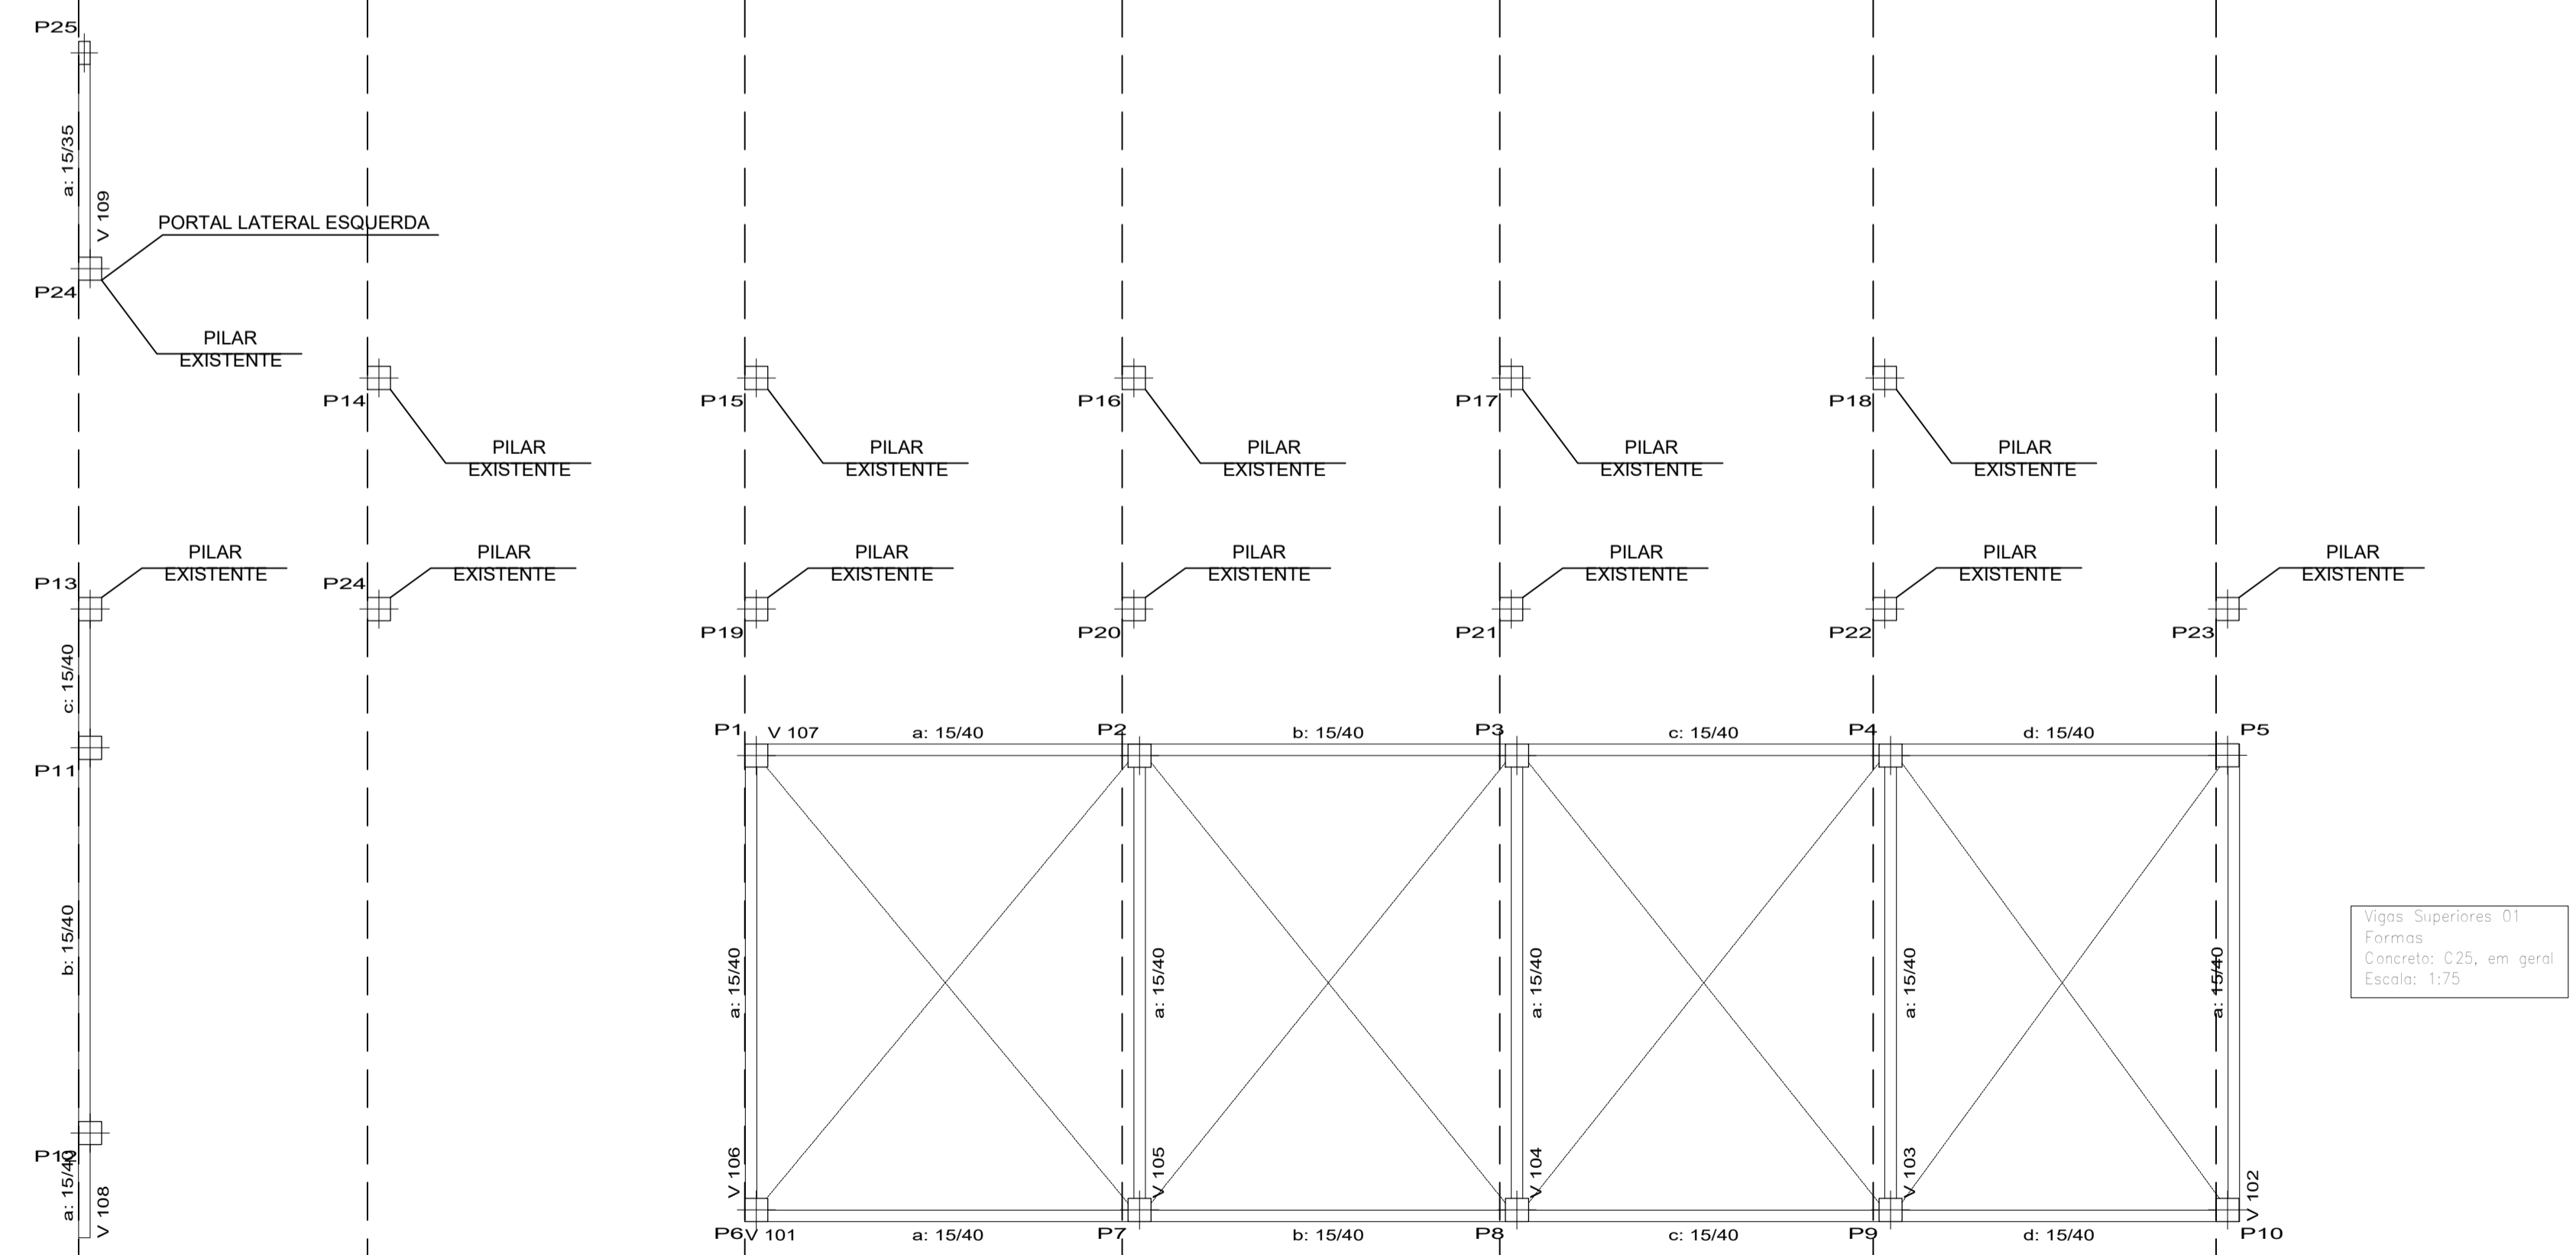 P25
a: 15/35
V 109
PORTAL LATERAL ESQUERDA
P24
PILAR
EXISTENTE
P14
PILAR
EXISTENTE
P15
PILAR
EXISTENTE
P16
PILAR
EXISTENTE
P17
PILAR
EXISTENTE
P18
PILAR
EXISTENTE
P13
PILAR
EXISTENTE
P24
PILAR
EXISTENTE
P19
PILAR
EXISTENTE
P20
PILAR
EXISTENTE
P21
PILAR
EXISTENTE
P22
PILAR
EXISTENTE
P23
PILAR
EXISTENTE
c: 15/40
P11
b: 15/40
P12
a: 15/40
V 108
P1
V 107
a: 15/40
P2
b: 15/40
P3
c: 15/40
P4
d: 15/40
P5
a: 15/40
a: 15/40
a: 15/40
a: 15/40
a: 15/40
V 106
V 105
V 104
V 103
V 102
P6
V 101
a: 15/40
P7
b: 15/40
P8
c: 15/40
P9
d: 15/40
P10
Vigas Superiores 01
Formas
Concreto: C25, em geral
Escala: 1:75